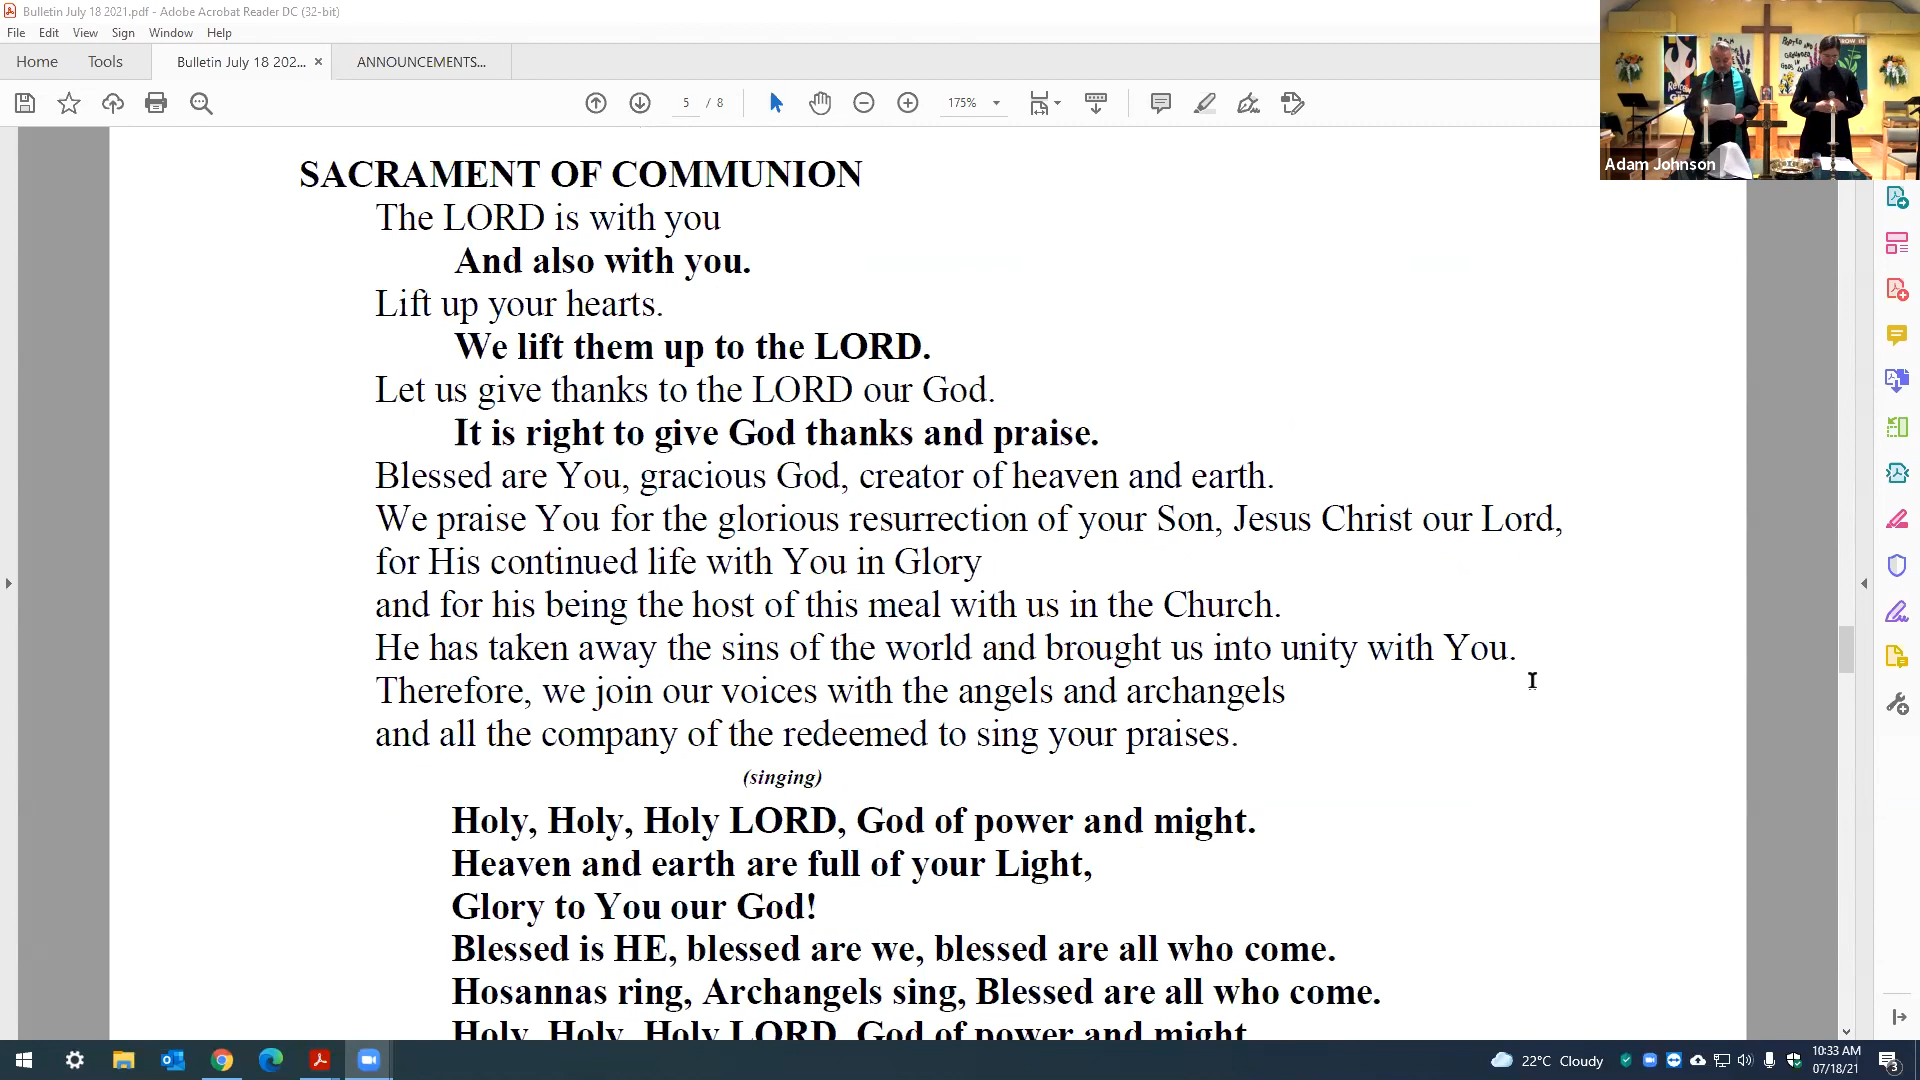 Bulletin July 18 2021.pdf - Adobe Acrobat Reader DC (32-bit)
File Edit View Sign Window Help
Home Tools Bulletin July 18 202... × ANNOUNCEMENTS...
5 / 8 175%
Adam Johnson
SACRAMENT OF COMMUNION
The LORD is with you
And also with you.
Lift up your hearts.
We lift them up to the LORD.
Let us give thanks to the LORD our God.
It is right to give God thanks and praise.
Blessed are You, gracious God, creator of heaven and earth.
We praise You for the glorious resurrection of your Son, Jesus Christ our Lord,
for His continued life with You in Glory
and for his being the host of this meal with us in the Church.
He has taken away the sins of the world and brought us into unity with You.
Therefore, we join our voices with the angels and archangels
and all the company of the redeemed to sing your praises.
(singing)
Holy, Holy, Holy LORD, God of power and might.
Heaven and earth are full of your Light,
Glory to You our God!
Blessed is HE, blessed are we, blessed are all who come.
Hosannas ring, Archangels sing, Blessed are all who come.
Holy, Holy, Holy LORD, God of power and might.
22°C Cloudy
10:33 AM
07/18/21
3